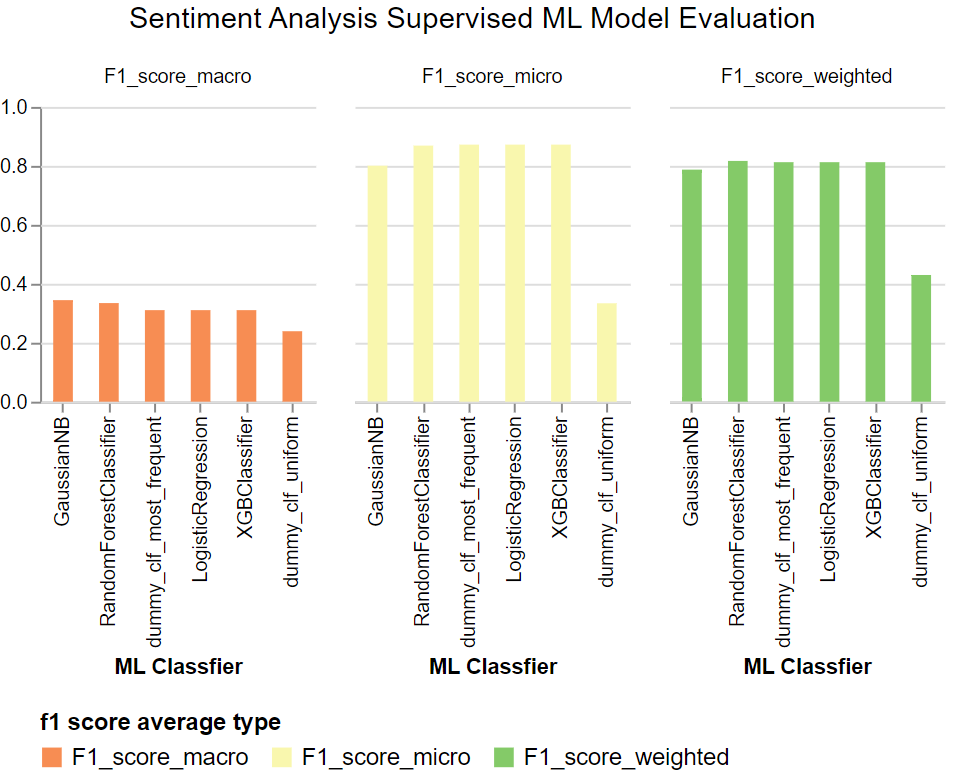 Sentiment Analysis Supervised ML Model Evaluation
F1_score_macro
F1_score_micro
F1_score_weighted
1.0
0.8
0.6
0.4
0.2
0.0
GaussianNB
RandomForestClassifier
dummy_clf_most_frequent
LogisticRegression
XGBClassifier
dummy_clf_uniform
GaussianNB
RandomForestClassifier
dummy_clf_most_frequent
LogisticRegression
XGBClassifier
dummy_clf_uniform
GaussianNB
RandomForestClassifier
dummy_clf_most_frequent
LogisticRegression
XGBClassifier
dummy_clf_uniform
ML Classfier
ML Classfier
ML Classfier
f1 score average type
F1_score_macro
F1_score_micro
F1_score_weighted